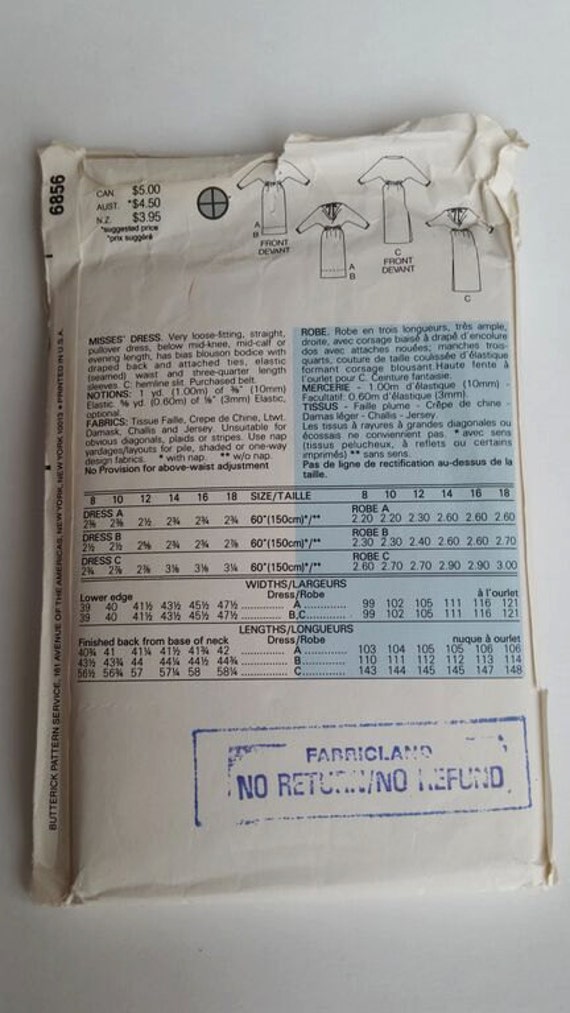 6856
CAN. $5.00
AUST. *$4.50
N.Z. $3.95
*suggested price
*prix suggéré
A
B
FRONT
DEVANT
A
B
C
FRONT
DEVANT
C
MISSES' DRESS. Very loose-fitting, straight,
pullover dress, below mid-knee, mid-calf or
evening length, has bias blouson bodice with
draped back and attached ties, elastic
(seamed) waist and three-quarter length
sleeves. C: hemline slit. Purchased belt.
NOTIONS: 1 yd. (1.00m) of ⅜" (10mm)
Elastic. ⅝ yd. (0.60m) of ⅛" (3mm) Elastic,
optional.
FABRICS: Tissue Faille, Crepe de Chine, Ltwt.
Damask, Challis and Jersey. Unsuitable for
obvious diagonals, plaids or stripes. Use nap
yardages/layouts for pile, shaded or one-way
design fabrics. * with nap. ** w/o nap.
No Provision for above-waist adjustment
ROBE. Robe en trois longueurs, très ample,
droite, avec corsage biaisé à drapé d'encolure
dos avec attaches nouées; manches trois-
quarts, couture de taille coulissée d'élastique
formant corsage blousant. Haute fente à
l'ourlet pour C. Ceinture fantaisie.
MERCERIE - 1.00m d'élastique (10mm) -
Facultatif: 0.60m d'élastique (3mm).
TISSUS - Faille plume - Crêpe de chine -
Damas léger - Challis - Jersey.
Les tissus à rayures à grandes diagonales ou
écossais ne conviennent pas. * avec sens
(tissus pelucheux, à reflets ou certains
imprimés) ** sans sens.
Pas de ligne de rectification au-dessus de la
taille.
8 10 12 14 16 18 SIZE/TAILLE 8 10 12 14 16 18
DRESS A ROBE A
2⅜ 2⅜ 2½ 2¾ 2¾ 2¾ 60"(150cm)*/** 2.20 2.20 2.30 2.60 2.60 2.60
DRESS B ROBE B
2½ 2½ 2⅝ 2¾ 2¾ 2⅞ 60"(150cm)*/** 2.30 2.30 2.40 2.60 2.60 2.70
DRESS C ROBE C
2¾ 2⅞ 2⅞ 3⅛ 3⅛ 3¼ 60"(150cm)*/** 2.60 2.70 2.70 2.90 2.90 3.00
WIDTHS/LARGEURS
Lower edge Dress/Robe à l'ourlet
39 40 41½ 43½ 45½ 47½ ............ A ............ 99 102 105 111 116 121
39 40 41½ 43½ 45½ 47½ ............ B,C ............ 99 102 105 111 116 121
LENGTHS/LONGUEURS
Finished back from base of neck Dress/Robe nuque à ourlet
40¾ 41 41¼ 41½ 41¾ 42 ............ A ............ 103 104 105 105 106 106
43½ 43¾ 44 44¼ 44½ 44¾ ............ B ............ 110 111 112 112 113 114
56½ 56¾ 57 57¼ 58 58¼ ............ C ............ 143 144 145 145 147 148
BUTTERICK PATTERN SERVICE, 161 AVENUE OF THE AMERICAS, NEW YORK, NEW YORK 10013 • PRINTED IN U.S.A.
FABRICLAND
NO RETURN/NO REFUND